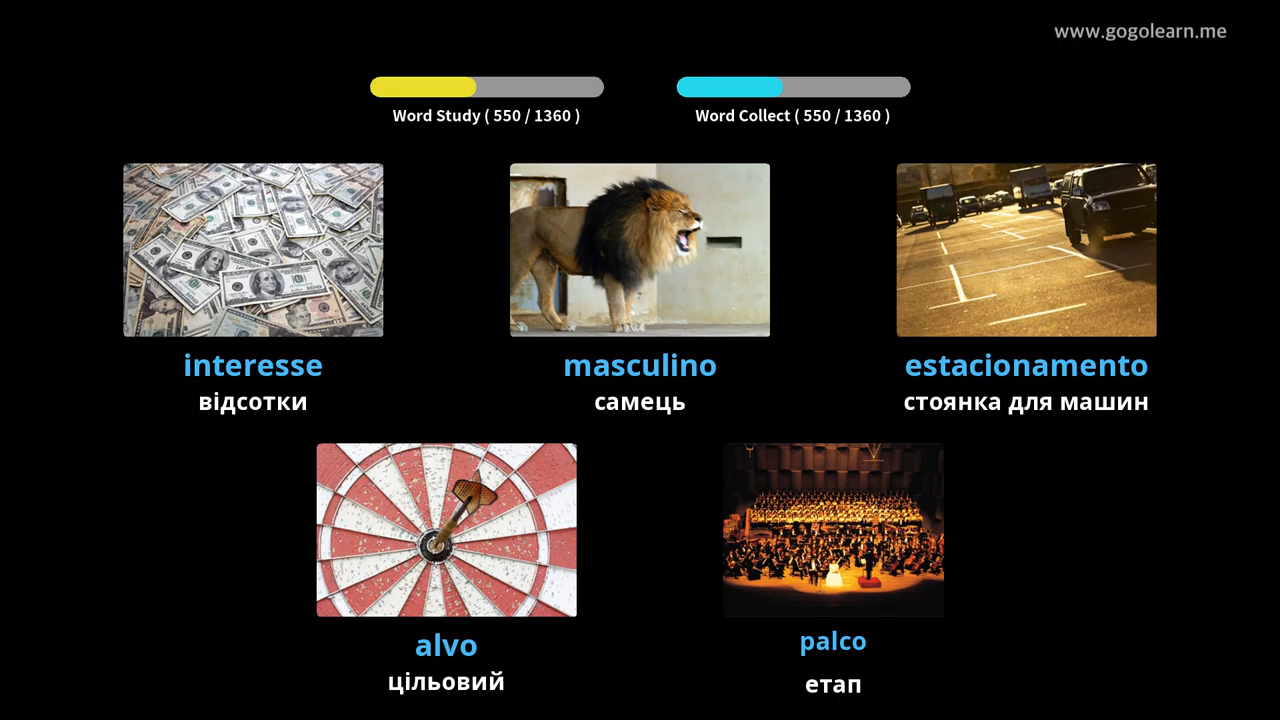 www.gogolearn.me
Word Study ( 550 / 1360 )
Word Collect ( 550 / 1360 )
interesse
відсотки
masculino
самець
estacionamento
стоянка для машин
alvo
цільовий
palco
етап